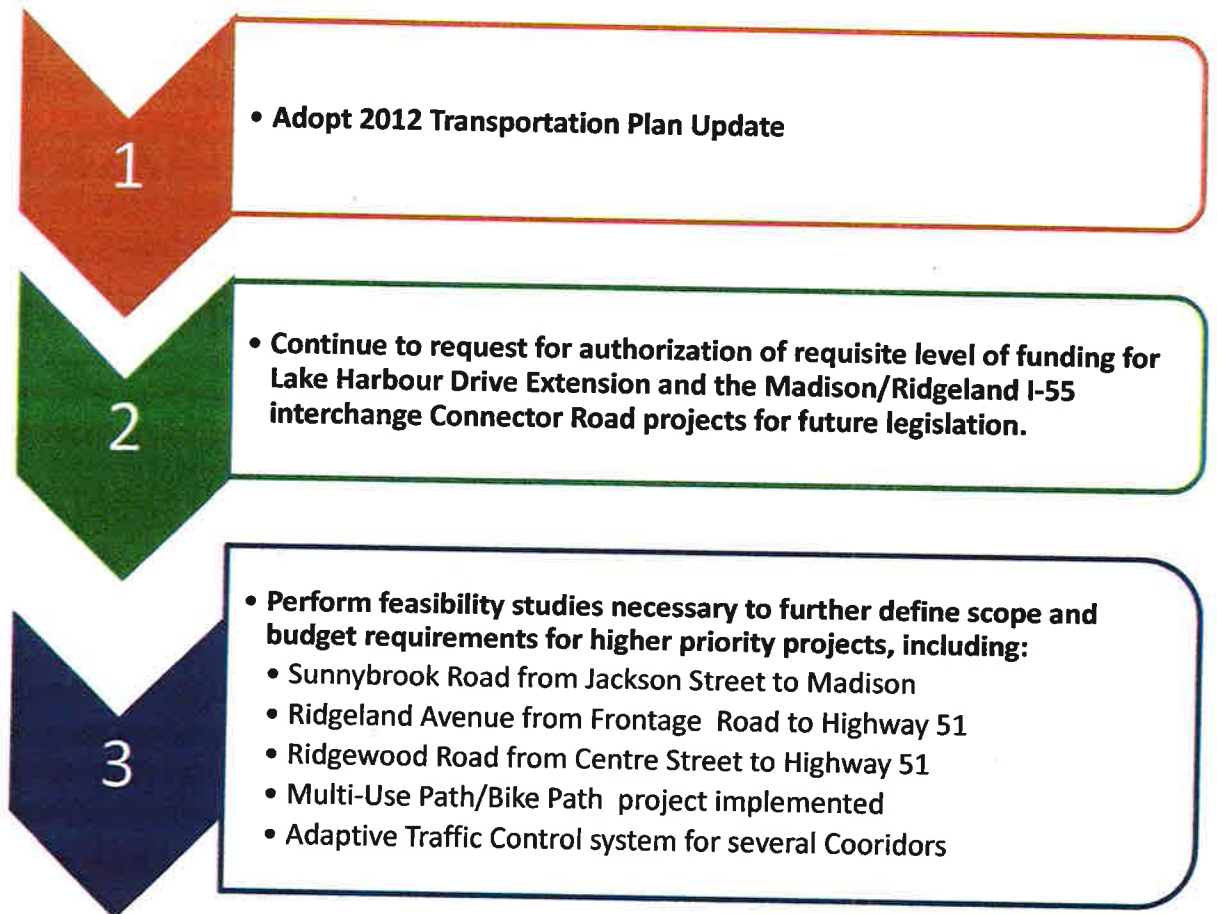 1
• Adopt 2012 Transportation Plan Update
2
• Continue to request for authorization of requisite level of funding for
Lake Harbour Drive Extension and the Madison/Ridgeland I-55
interchange Connector Road projects for future legislation.
3
• Perform feasibility studies necessary to further define scope and
budget requirements for higher priority projects, including:
• Sunnybrook Road from Jackson Street to Madison
• Ridgeland Avenue from Frontage Road to Highway 51
• Ridgewood Road from Centre Street to Highway 51
• Multi-Use Path/Bike Path project implemented
• Adaptive Traffic Control system for several Cooridors